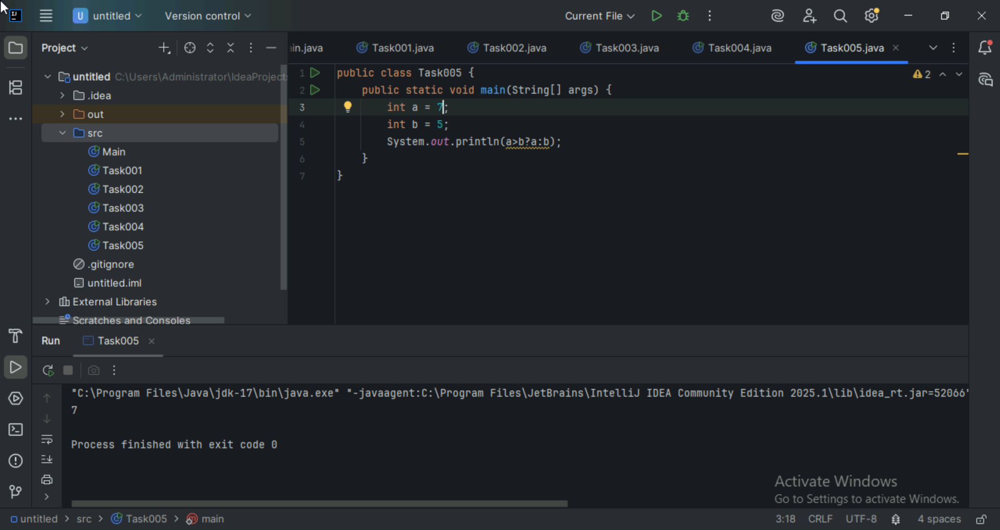 U untitled Version control Current File
Project
ain.java Task001.java Task002.java Task003.java Task004.java Task005.java
untitled C:\Users\Administrator\IdeaProject
.idea
out
src
Main
Task001
Task002
Task003
Task004
Task005
.gitignore
untitled.iml
External Libraries
Scratches and Consoles
1 public class Task005 {
2 public static void main(String[] args) {
3 int a = 7;
4 int b = 5;
5 System.out.println(a>b?a:b);
6 }
7 }
2
Run Task005
"C:\Program Files\Java\jdk-17\bin\java.exe" "-javaagent:C:\Program Files\JetBrains\IntelliJ IDEA Community Edition 2025.1\lib\idea_rt.jar=52066"
7
Process finished with exit code 0
Activate Windows
Go to Settings to activate Windows.
untitled > src > Task005 > main
3:18 CRLF UTF-8 4 spaces